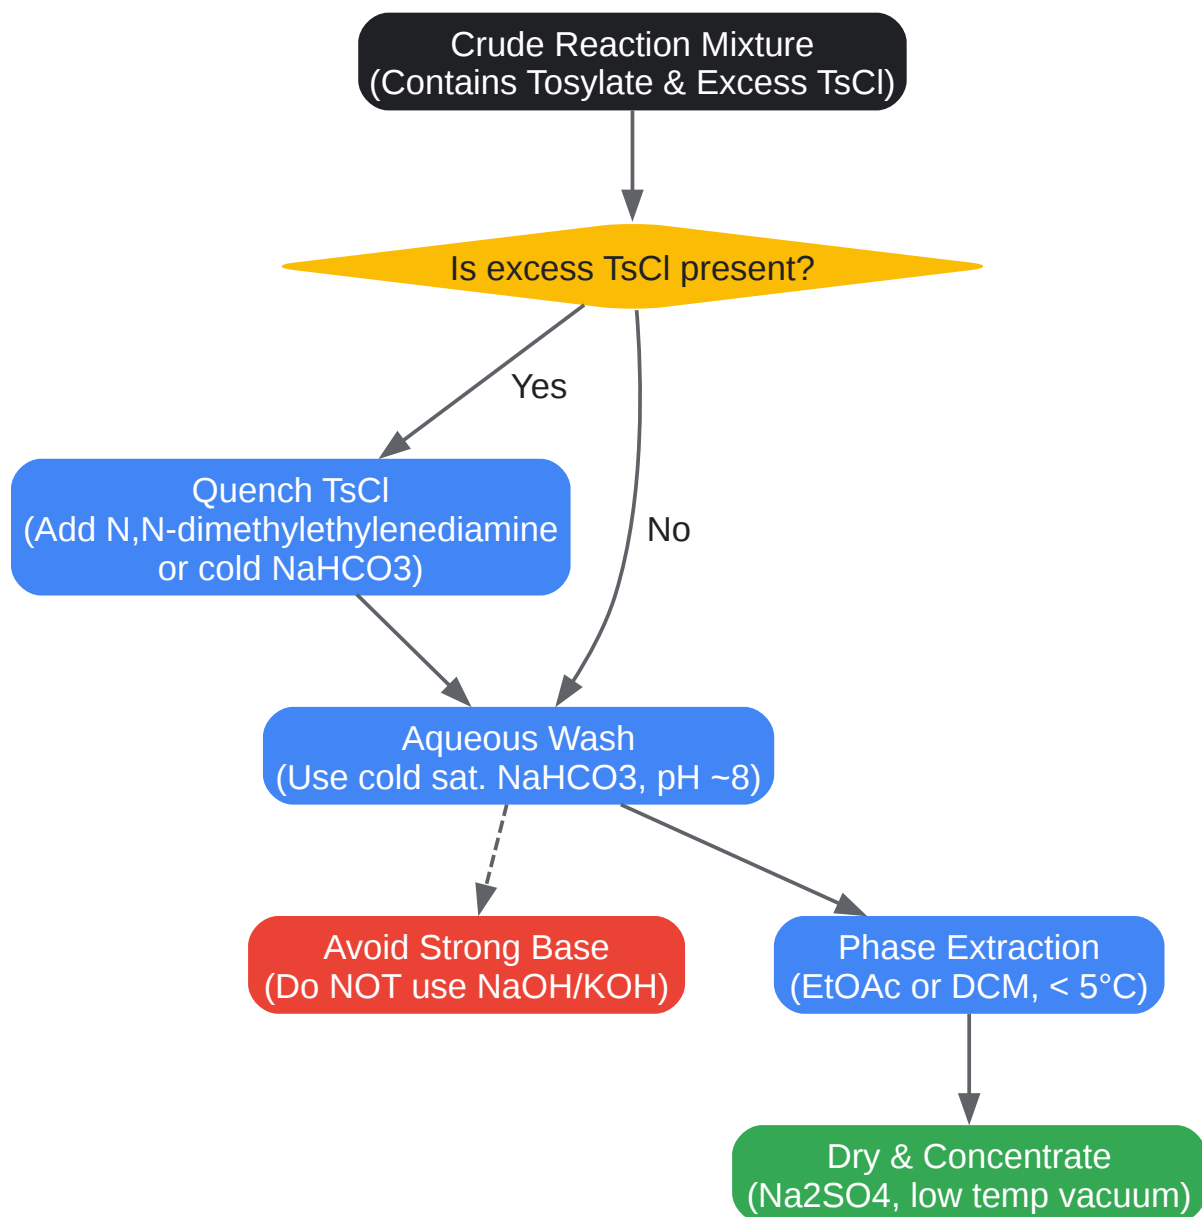 Crude Reaction Mixture
(Contains Tosylate & Excess TsCl)
Is excess TsCl present?
Yes
Quench TsCl
(Add N,N-dimethylethylenediamine
or cold NaHCO3)
No
Aqueous Wash
(Use cold sat. NaHCO3, pH ~8)
Avoid Strong Base
(Do NOT use NaOH/KOH)
Phase Extraction
(EtOAc or DCM, < 5°C)
Dry & Concentrate
(Na2SO4, low temp vacuum)